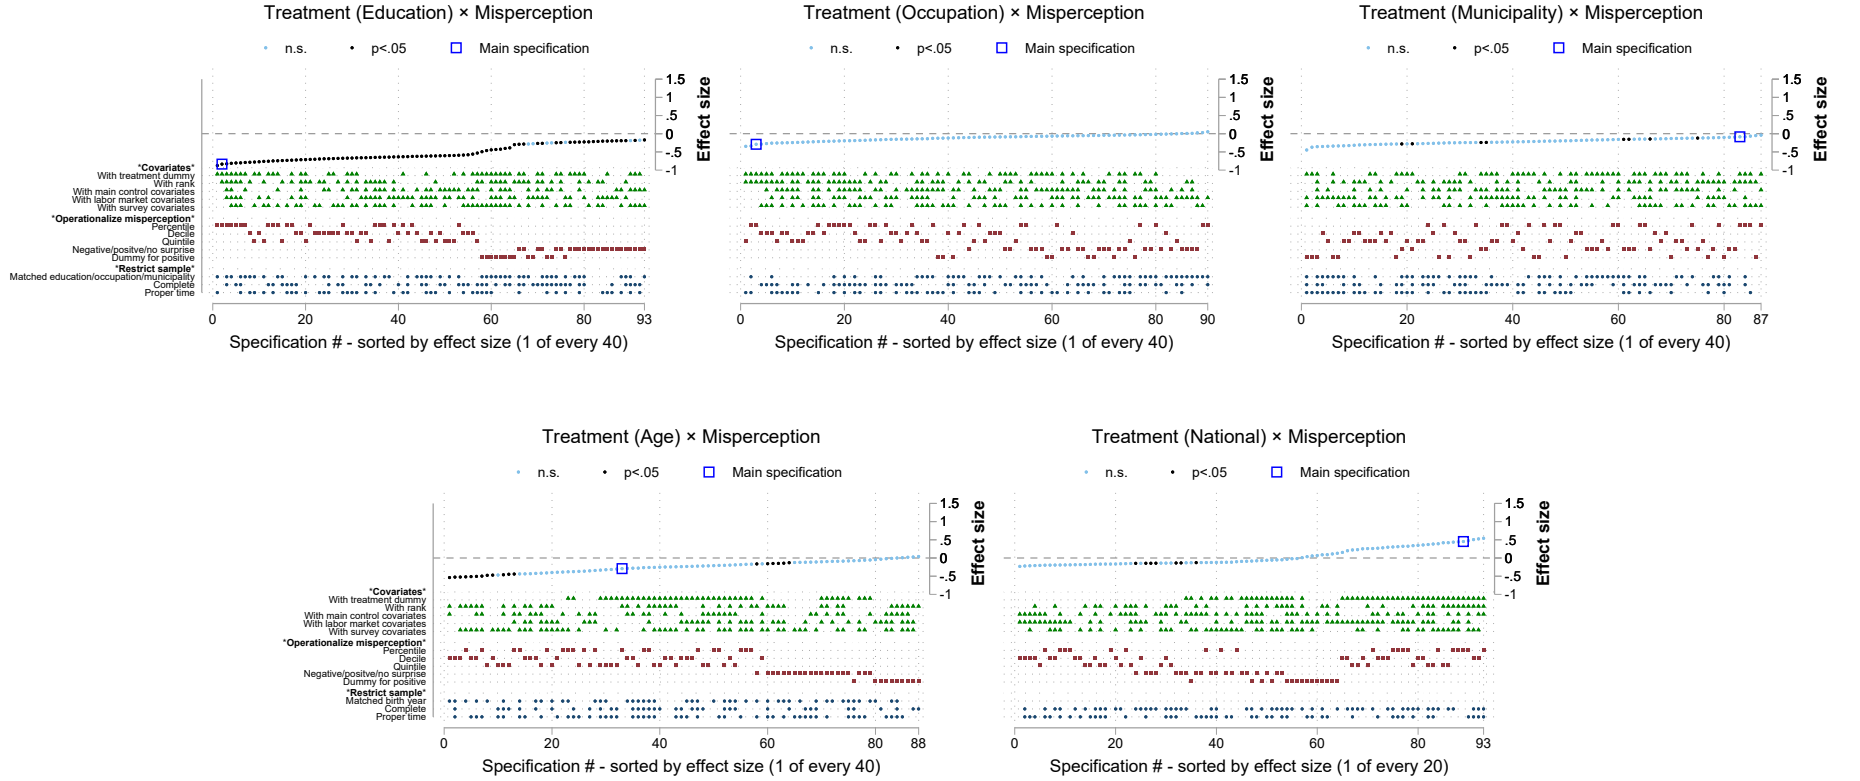 Treatment (Education) × Misperception
n.s.
p<.05
Main specification
1.5
1
.5
0
-.5
-1
Effect size
*Covariates*
With treatment dummy
With rank
With main control covariates
With labor market covariates
With survey covariates
*Operationalize misperception*
Percentile
Decile
Quintile
Negative/positve/no surprise
Dummy for positive
*Restrict sample*
Matched education/occupation/municipality
Complete
Proper time
0 20 40 60 80 93
Specification # - sorted by effect size (1 of every 40)
Treatment (Occupation) × Misperception
n.s.
p<.05
Main specification
1.5
1
.5
0
-.5
-1
Effect size
0 20 40 60 80 90
Specification # - sorted by effect size (1 of every 40)
Treatment (Municipality) × Misperception
n.s.
p<.05
Main specification
1.5
1
.5
0
-.5
-1
Effect size
0 20 40 60 80 87
Specification # - sorted by effect size (1 of every 40)
Treatment (Age) × Misperception
n.s.
p<.05
Main specification
1.5
1
.5
0
-.5
-1
Effect size
*Covariates*
With treatment dummy
With rank
With main control covariates
With labor market covariates
With survey covariates
*Operationalize misperception*
Percentile
Decile
Quintile
Negative/positve/no surprise
Dummy for positive
*Restrict sample*
Matched birth year
Complete
Proper time
0 20 40 60 80 88
Specification # - sorted by effect size (1 of every 40)
Treatment (National) × Misperception
n.s.
p<.05
Main specification
1.5
1
.5
0
-.5
-1
Effect size
0 20 40 60 80 93
Specification # - sorted by effect size (1 of every 20)